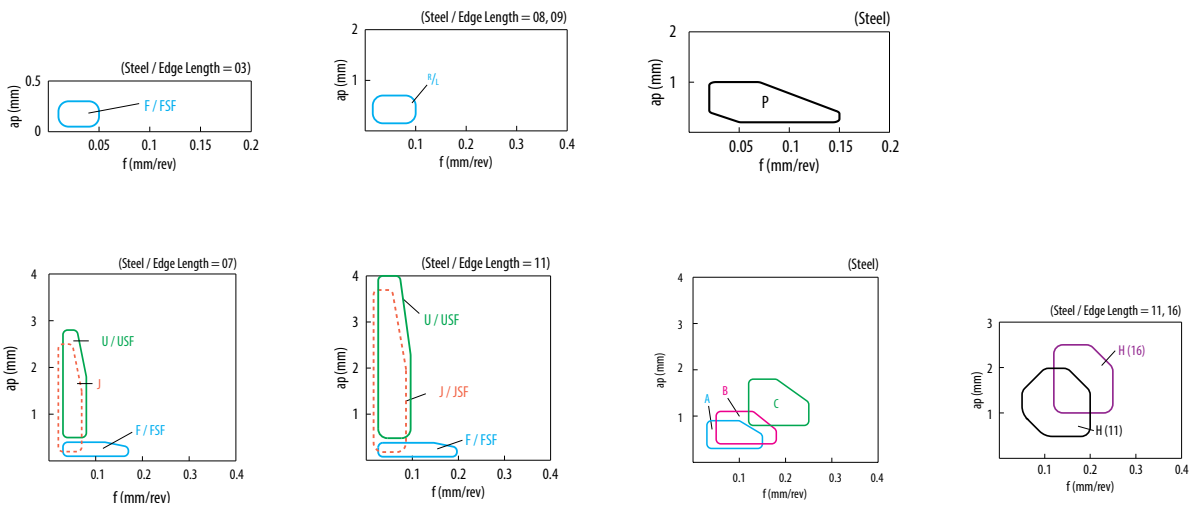 (Steel / Edge Length = 03)
0.5
0
ap (mm)
F / FSF
0.05 0.1 0.15 0.2
f (mm/rev)
(Steel / Edge Length = 08, 09)
2
1
ap (mm)
R/L
0.1 0.2 0.3 0.4
f (mm/rev)
(Steel)
2
1
ap (mm)
P
0.05 0.1 0.15 0.2
f (mm/rev)
(Steel / Edge Length = 07)
4
3
2
1
ap (mm)
U / USF
J
F / FSF
0.1 0.2 0.3 0.4
f (mm/rev)
(Steel / Edge Length = 11)
4
3
2
1
ap (mm)
U / USF
J / JSF
F / FSF
0.1 0.2 0.3 0.4
f (mm/rev)
(Steel)
4
3
2
1
ap (mm)
A
B
C
0.1 0.2 0.3 0.4
f (mm/rev)
(Steel / Edge Length = 11, 16)
3
2
1
ap (mm)
H (16)
H (11)
0.1 0.2 0.3 0.4
f (mm/rev)